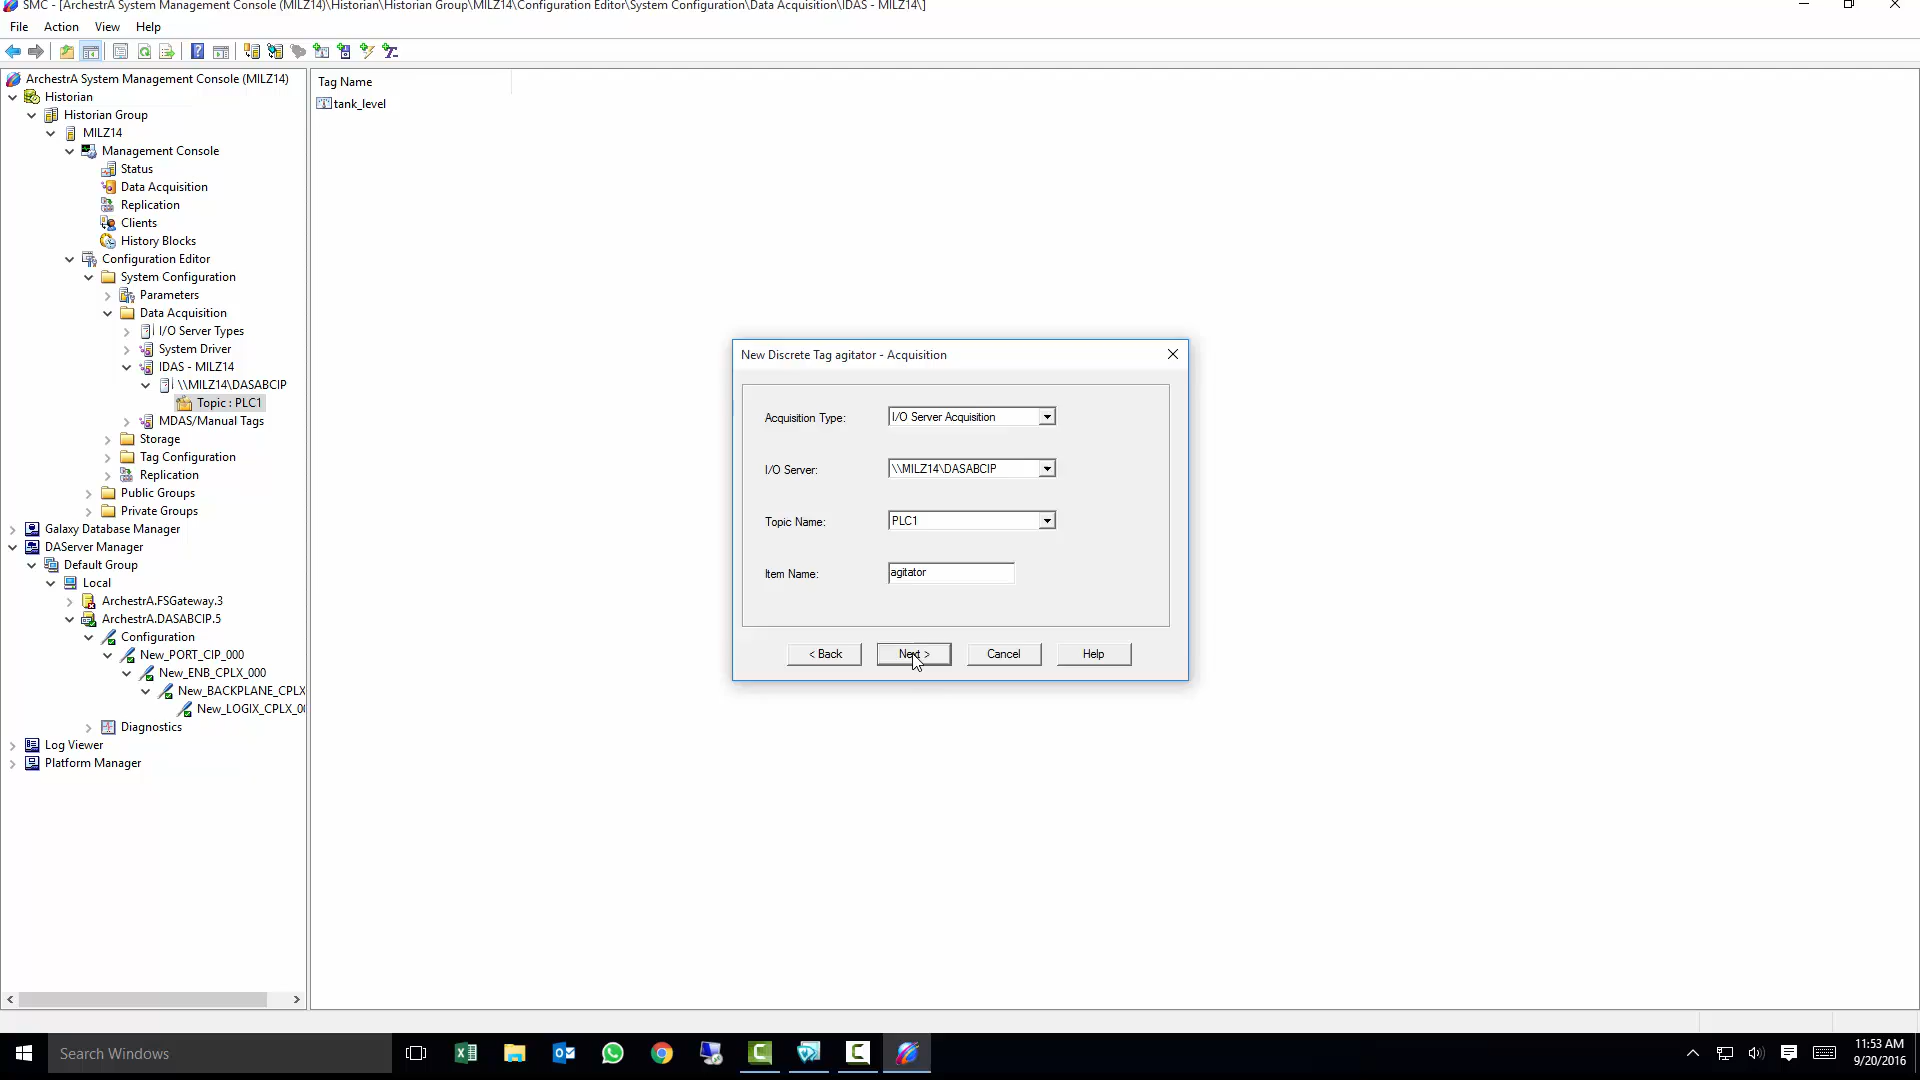 SMC - [ArchestrA System Management Console (MILZ14)\Historian\Historian Group\MILZ14\Configuration Editor\System Configuration\Data Acquisition\IDAS - MILZ14\]
File Action View Help
ArchestrA System Management Console (MILZ14)
Historian
Historian Group
MILZ14
Management Console
Status
Data Acquisition
Replication
Clients
History Blocks
Configuration Editor
System Configuration
Parameters
Data Acquisition
I/O Server Types
System Driver
IDAS - MILZ14
\\MILZ14\DASABCIP
Topic : PLC1
MDAS/Manual Tags
Storage
Tag Configuration
Replication
Public Groups
Private Groups
Galaxy Database Manager
DAServer Manager
Default Group
Local
ArchestrA.FSGateway.3
ArchestrA.DASABCIP.5
Configuration
New_PORT_CIP_000
New_ENB_CPLX_000
New_BACKPLANE_CPLX
New_LOGIX_CPLX_00
Diagnostics
Log Viewer
Platform Manager
Tag Name
tank_level
New Discrete Tag agitator - Acquisition
Acquisition Type: I/O Server Acquisition
I/O Server: \\MILZ14\DASABCIP
Topic Name: PLC1
Item Name: agitator
< Back Next > Cancel Help
Search Windows
11:53 AM
9/20/2016